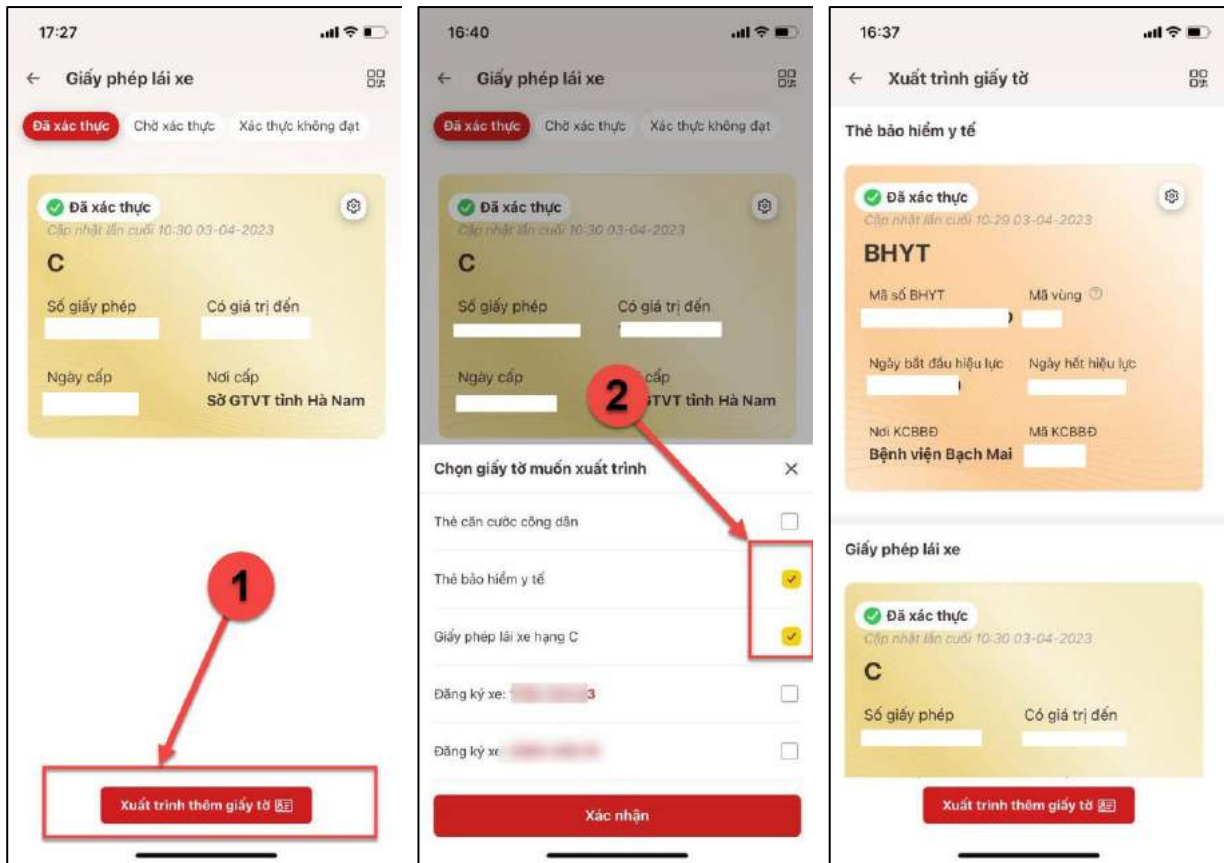 17:27
← Giấy phép lái xe
Đã xác thực Chờ xác thực Xác thực không đạt
Đã xác thực
Cập nhật lần cuối 10:30 03-04-2023
C
Số giấy phép Có giá trị đến
Ngày cấp Nơi cấp
Sở GTVT tỉnh Hà Nam
1
Xuất trình thêm giấy tờ
16:40
← Giấy phép lái xe
Đã xác thực Chờ xác thực Xác thực không đạt
Đã xác thực
Cập nhật lần cuối 10:30 03-04-2023
C
Số giấy phép Có giá trị đến
Ngày cấp cấp
2
GTVT tỉnh Hà Nam
Chọn giấy tờ muốn xuất trình ×
Thẻ căn cước công dân
Thẻ bảo hiểm y tế
Giấy phép lái xe hạng C
Đăng ký xe: 3
Đăng ký xe
Xác nhận
16:37
← Xuất trình giấy tờ
Thẻ bảo hiểm y tế
Đã xác thực
Cập nhật lần cuối 10:29 03-04-2023
BHYT
Mã số BHYT Mã vùng
Ngày bắt đầu hiệu lực Ngày hết hiệu lực
Nơi KCBBĐ Mã KCBBĐ
Bệnh viện Bạch Mai
Giấy phép lái xe
Đã xác thực
Cập nhật lần cuối 10:30 03-04-2023
C
Số giấy phép Có giá trị đến
Xuất trình thêm giấy tờ